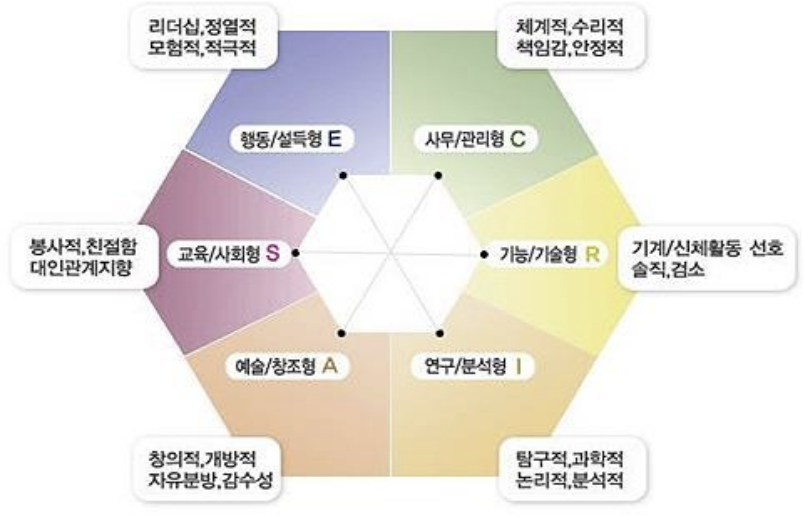 리더십,정열적
모험적,적극적
체계적,수리적
책임감,안정적
행동/설득형 E
사무/관리형 C
봉사적,친절함
대인관계지향
교육/사회형 S
기능/기술형 R
기계/신체활동 선호
솔직,검소
예술/창조형 A
연구/분석형 I
창의적,개방적
자유분방,감수성
탐구적,과학적
논리적,분석적